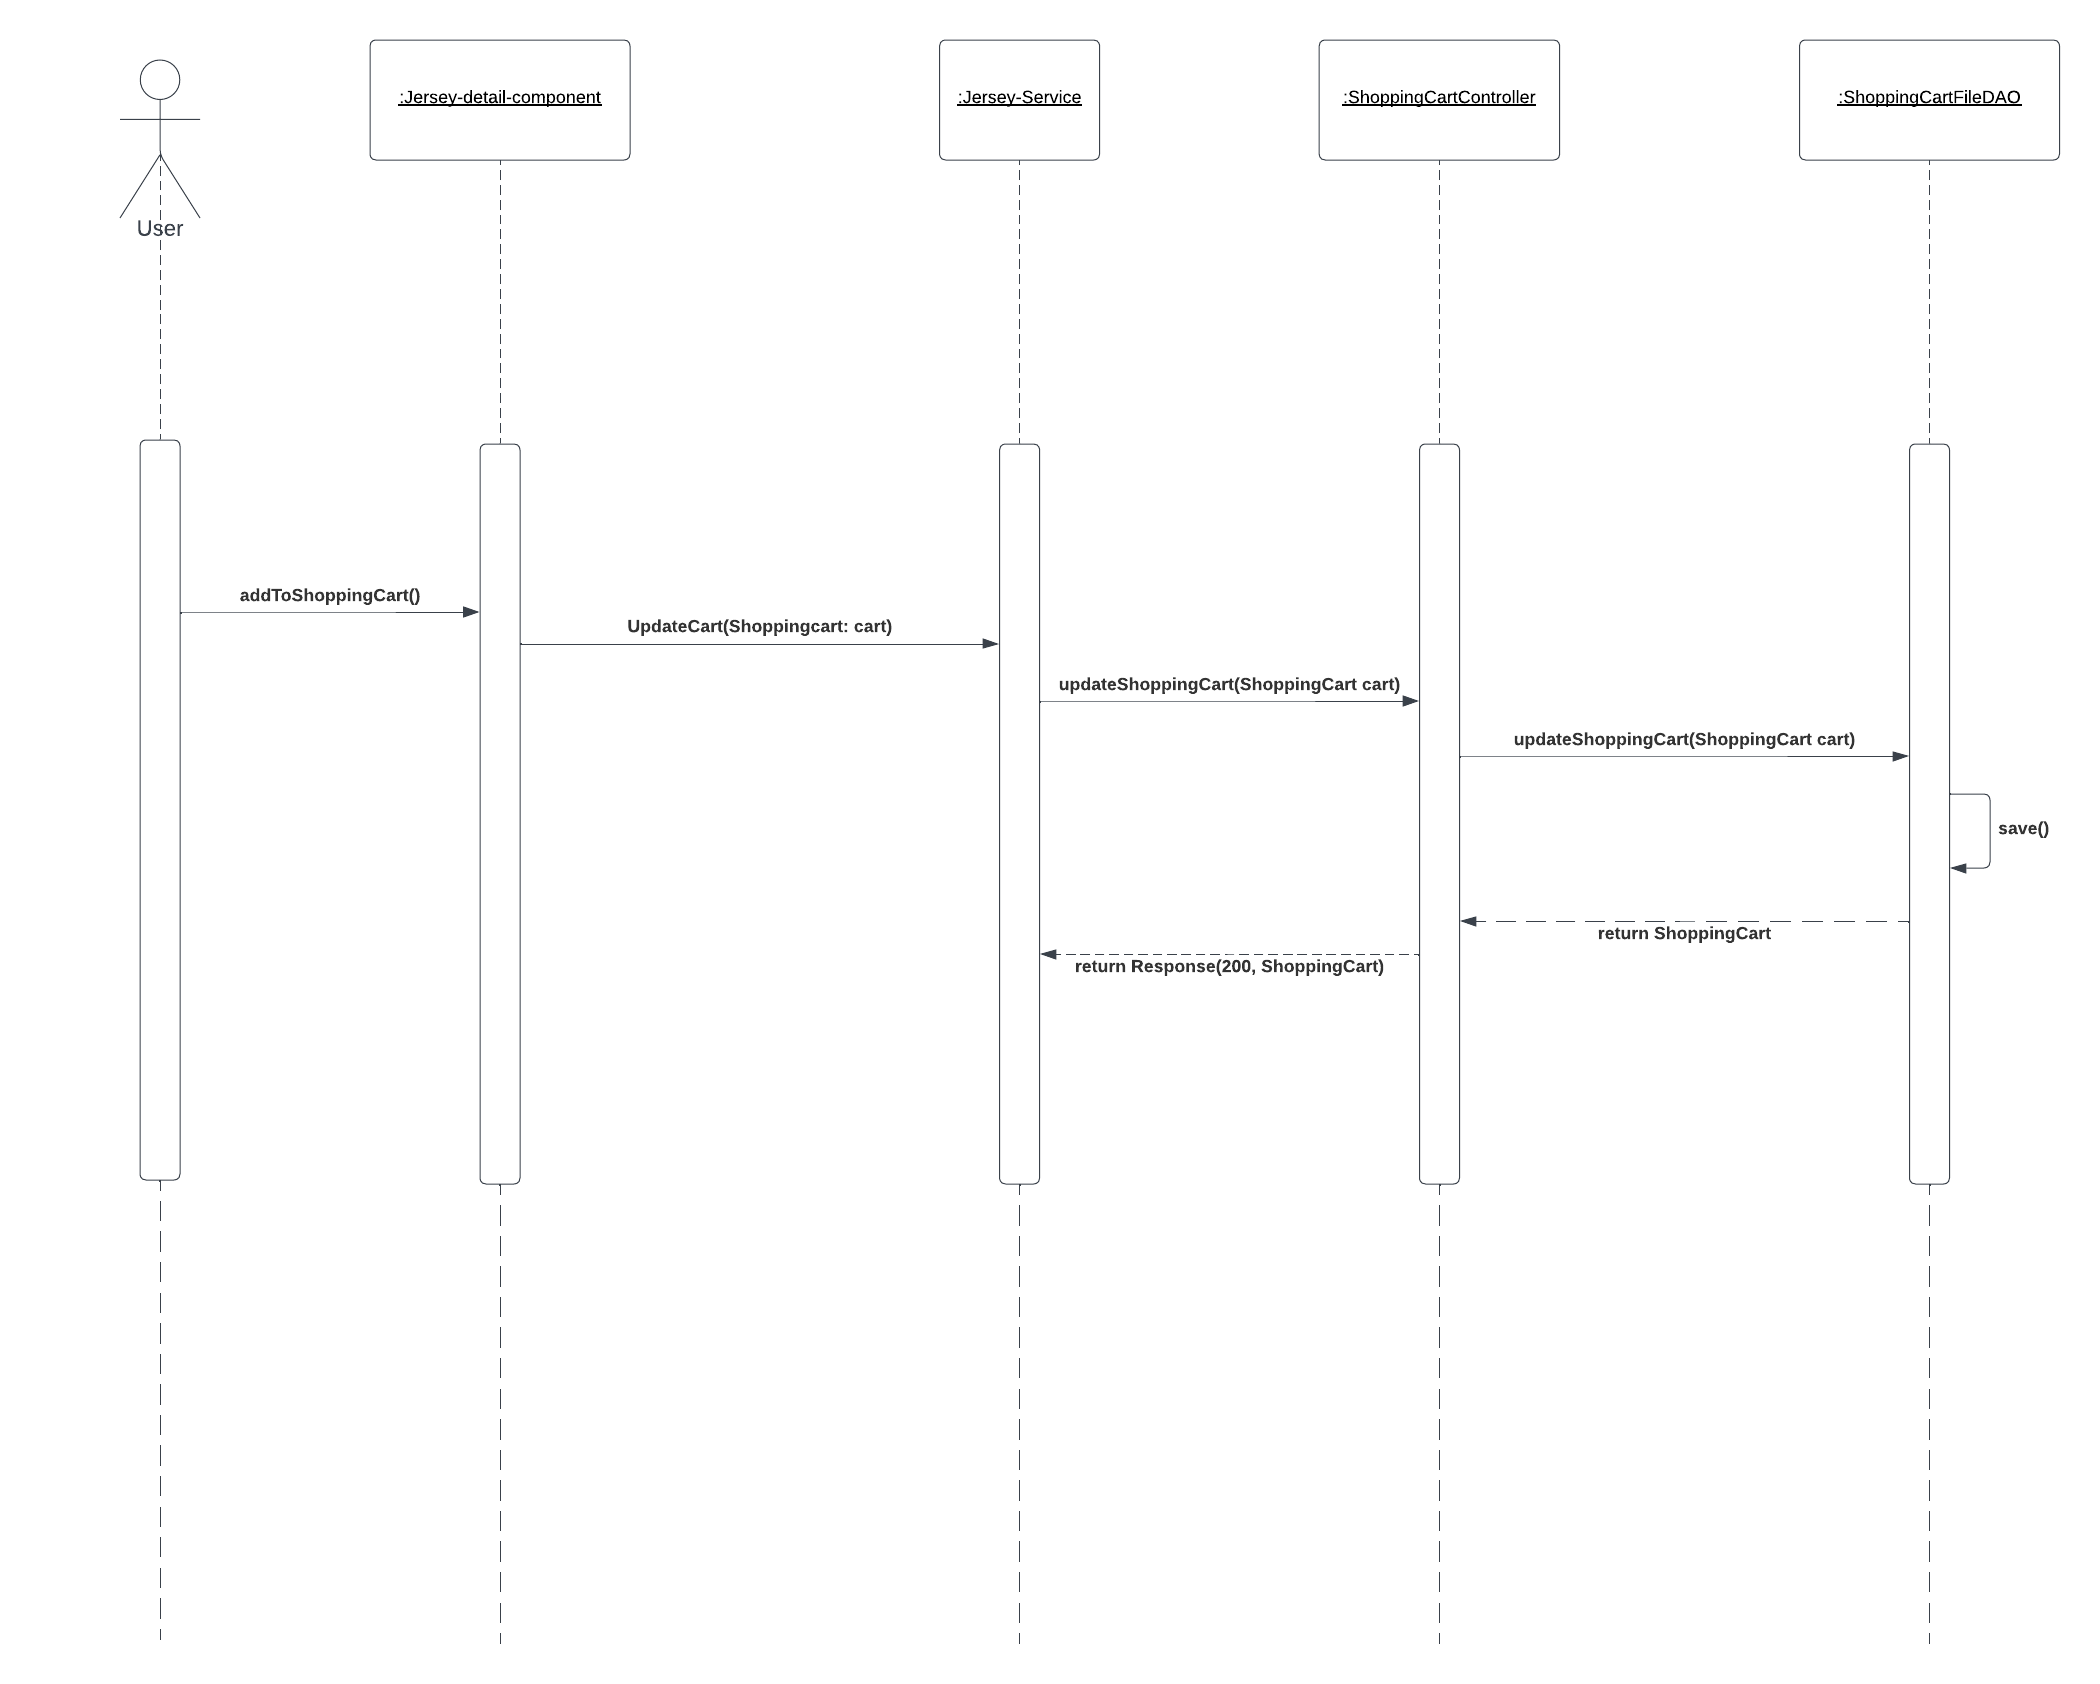 :Jersey-detail-component
:Jersey-Service
:ShoppingCartController
:ShoppingCartFileDAO
User
addToShoppingCart()
UpdateCart(Shoppingcart: cart)
updateShoppingCart(ShoppingCart cart)
updateShoppingCart(ShoppingCart cart)
save()
return ShoppingCart
return Response(200, ShoppingCart)